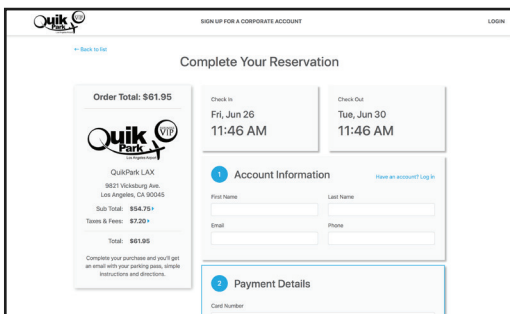 Quik Park VIP
SIGN UP FOR A CORPORATE ACCOUNT
LOGIN
← Back to list
Complete Your Reservation
Order Total: $61.95
Quik Park VIP
Los Angeles Airport
QuikPark LAX
9821 Vicksburg Ave.
Los Angeles, CA 90045
Sub Total: $54.75
Taxes & Fees: $7.20
Total: $61.95
Complete your purchase and you'll get
an email with your parking pass, simple
instructions and directions.
Check In
Fri, Jun 26
11:46 AM
Check Out
Tue, Jun 30
11:46 AM
1 Account Information
Have an account? Log in
First Name
Last Name
Email
Phone
2 Payment Details
Card Number